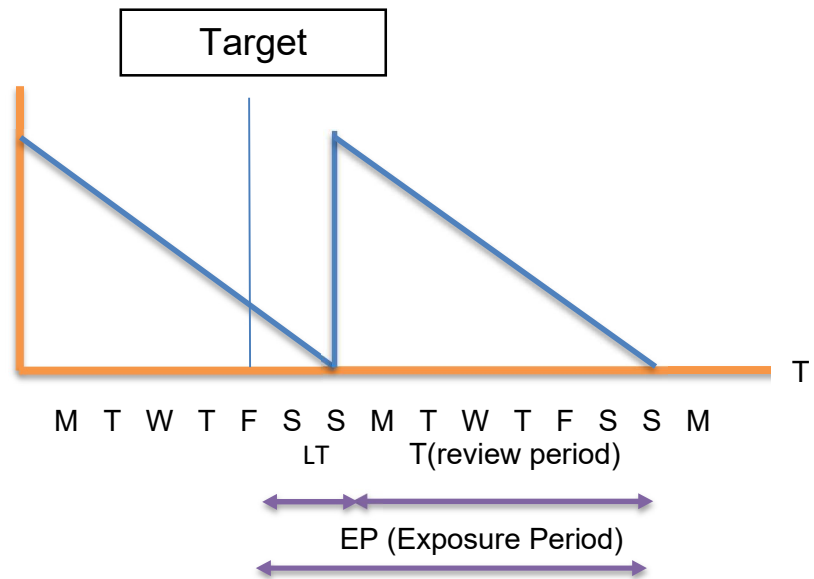 Target
T
M T W T F S S M T W T F S S M
LT T(review period)
EP (Exposure Period)